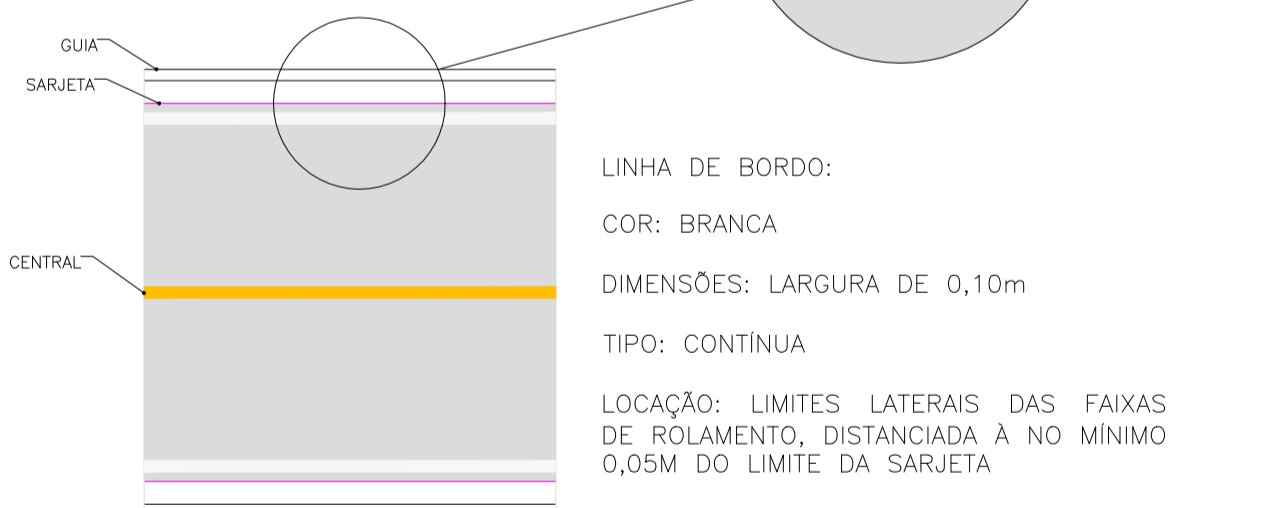 GUIA
SARJETA
CENTRAL
LINHA DE BORDO:
COR: BRANCA
DIMENSÕES: LARGURA DE 0,10m
TIPO: CONTÍNUA
LOCAÇÃO: LIMITES LATERAIS DAS FAIXAS
DE ROLAMENTO, DISTANCIADA À NO MÍNIMO
0,05M DO LIMITE DA SARJETA